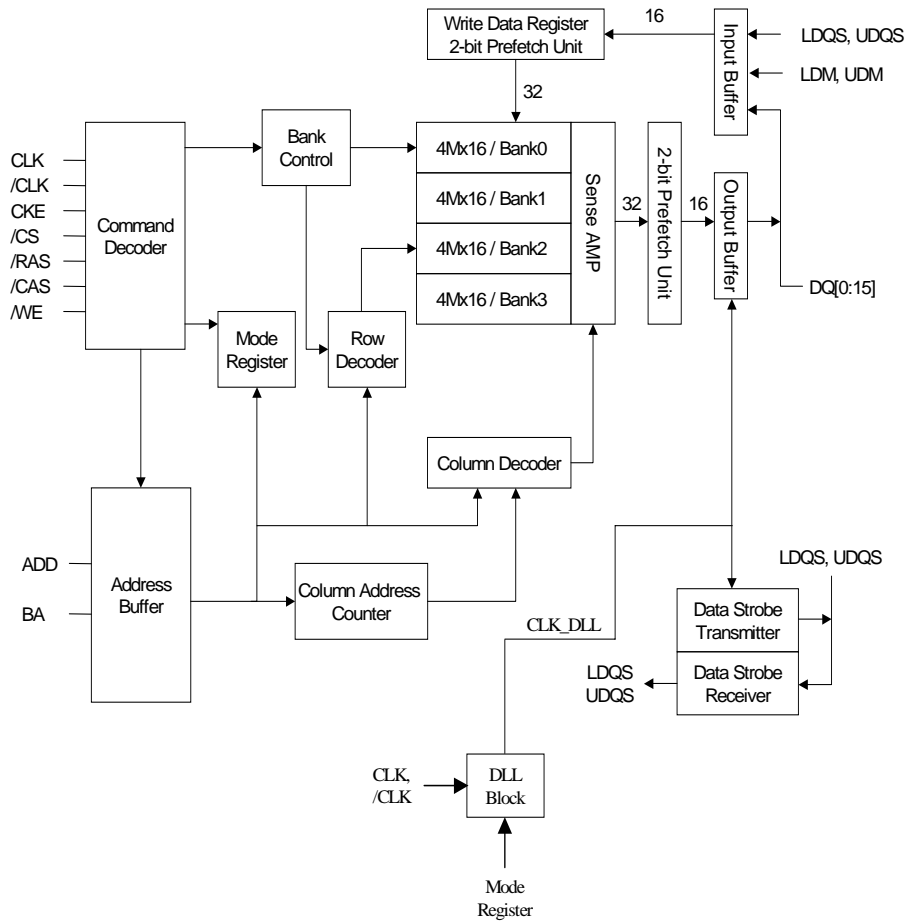 Write Data Register
2-bit Prefetch Unit
16
Input Buffer
LDQS, UDQS
LDM, UDM
32
Bank
Control
4Mx16 / Bank0
4Mx16 / Bank1
4Mx16 / Bank2
4Mx16 / Bank3
Sense AMP
32
2-bit Prefetch Unit
16
Output Buffer
DQ[0:15]
CLK
/CLK
CKE
/CS
/RAS
/CAS
/WE
Command
Decoder
Mode
Register
Row
Decoder
Column Decoder
ADD
BA
Address
Buffer
Column Address
Counter
CLK_DLL
LDQS, UDQS
Data Strobe
Transmitter
Data Strobe
Receiver
LDQS
UDQS
CLK,
/CLK
DLL
Block
Mode
Register